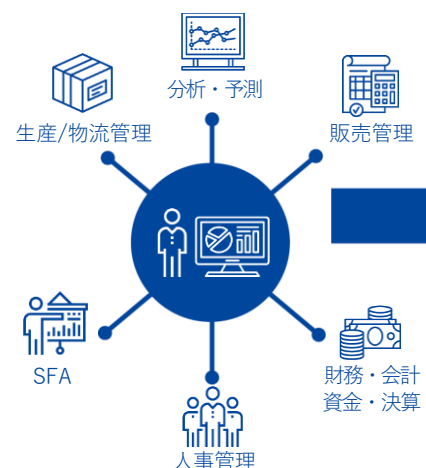 分析・予測
生産/物流管理
販売管理
SFA
財務・会計
資金・決算
人事管理